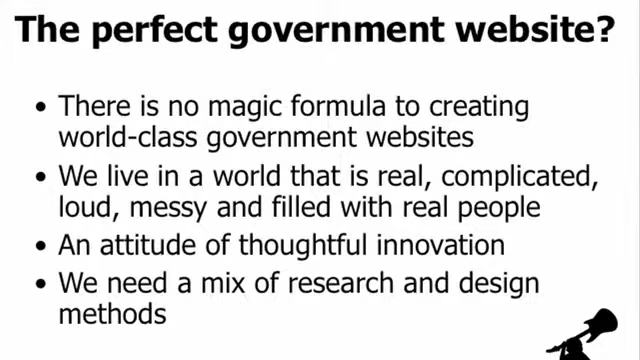 The perfect government website?
• There is no magic formula to creating
world-class government websites
• We live in a world that is real, complicated,
loud, messy and filled with real people
• An attitude of thoughtful innovation
• We need a mix of research and design
methods